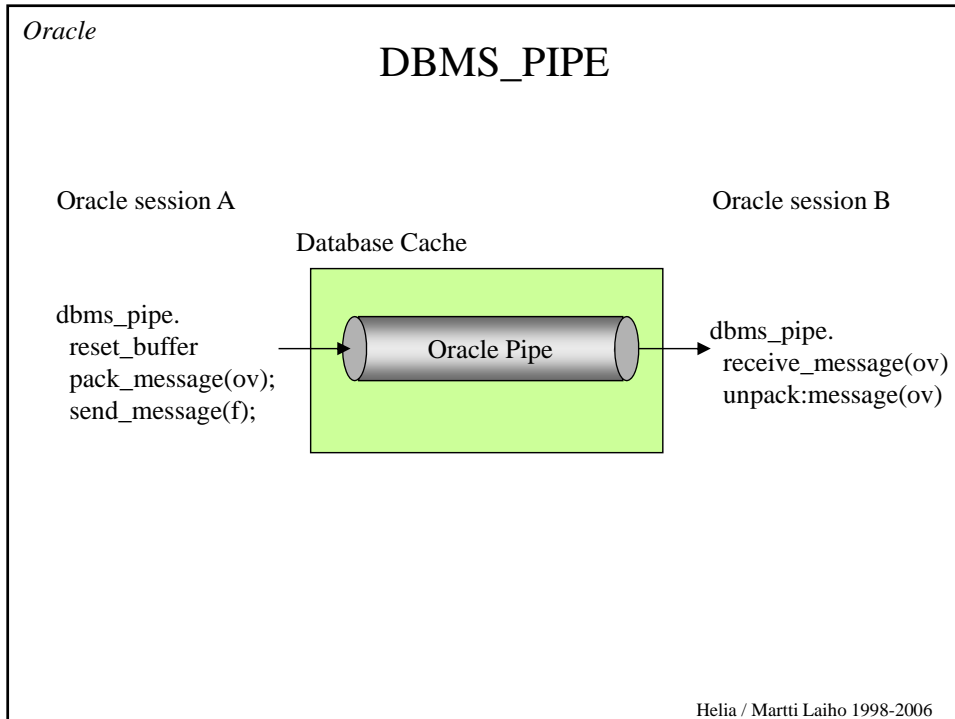 Oracle
DBMS_PIPE
Oracle session A
Oracle session B
Database Cache
dbms_pipe.
reset_buffer
pack_message(ov);
send_message(f);
Oracle Pipe
dbms_pipe.
receive_message(ov)
unpack:message(ov)
Helia / Martti Laiho 1998-2006